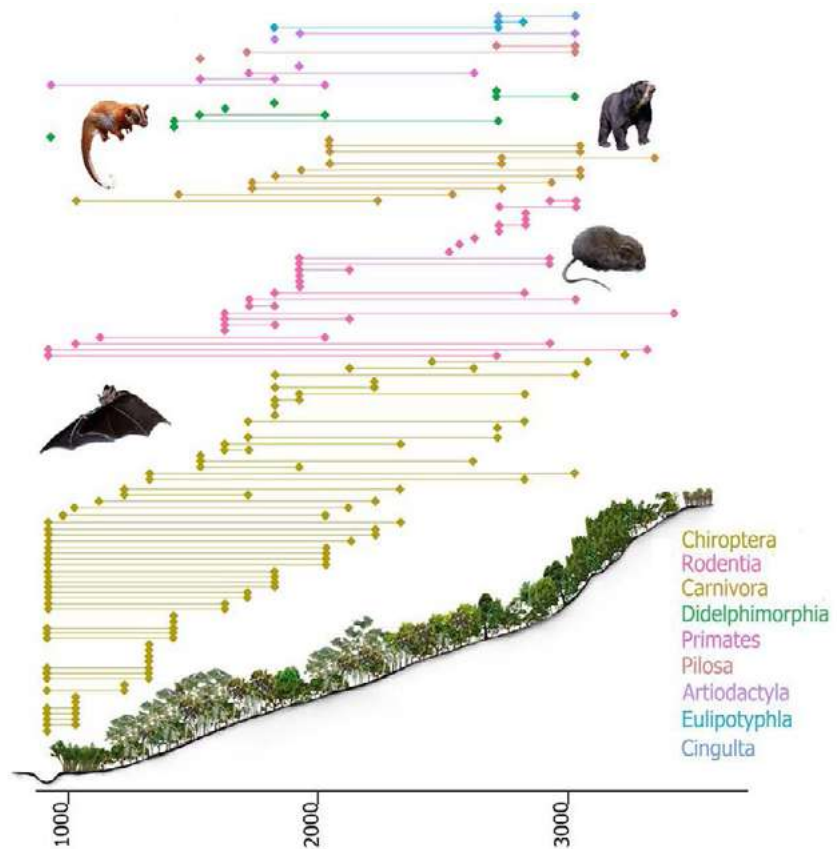 Chiroptera
Rodentia
Carnivora
Didelphimorphia
Primates
Pilosa
Artiodactyla
Eulipotyphla
Cingulta
1000
2000
3000